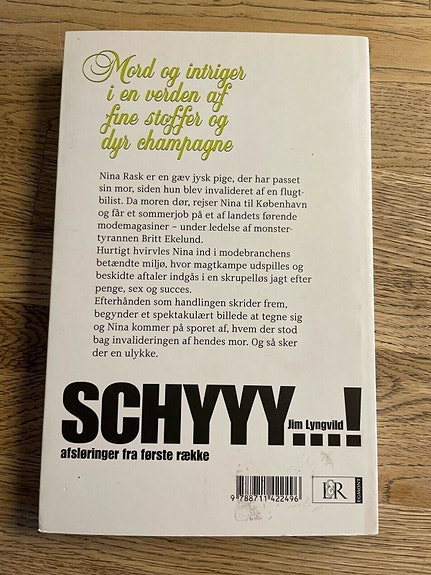 Mord og intriger
i en verden af
fine stoffer og
dyr champagne
Nina Rask er en gæv jysk pige, der har passet
sin mor, siden hun blev invalideret af en flugt-
bilist. Da moren dør, rejser Nina til København
og får et sommerjob på et af landets førende
modemagasiner – under ledelse af monster-
tyrannen Britt Ekelund.
Hurtigt hvirvles Nina ind i modebranchens
betændte miljø, hvor magtkampe udspilles og
beskidte aftaler indgås i en skrupelløs jagt efter
penge, sex og succes.
Efterhånden som handlingen skrider frem,
begynder et spektakulært billede at tegne sig
og Nina kommer på sporet af, hvem der stod
bag invalideringen af hendes mor. Og så sker
der en ulykke.
SCHYYY...!
Jim Lyngvild
afsløringer fra første række
9 788711 422496
L&R
EGMONT